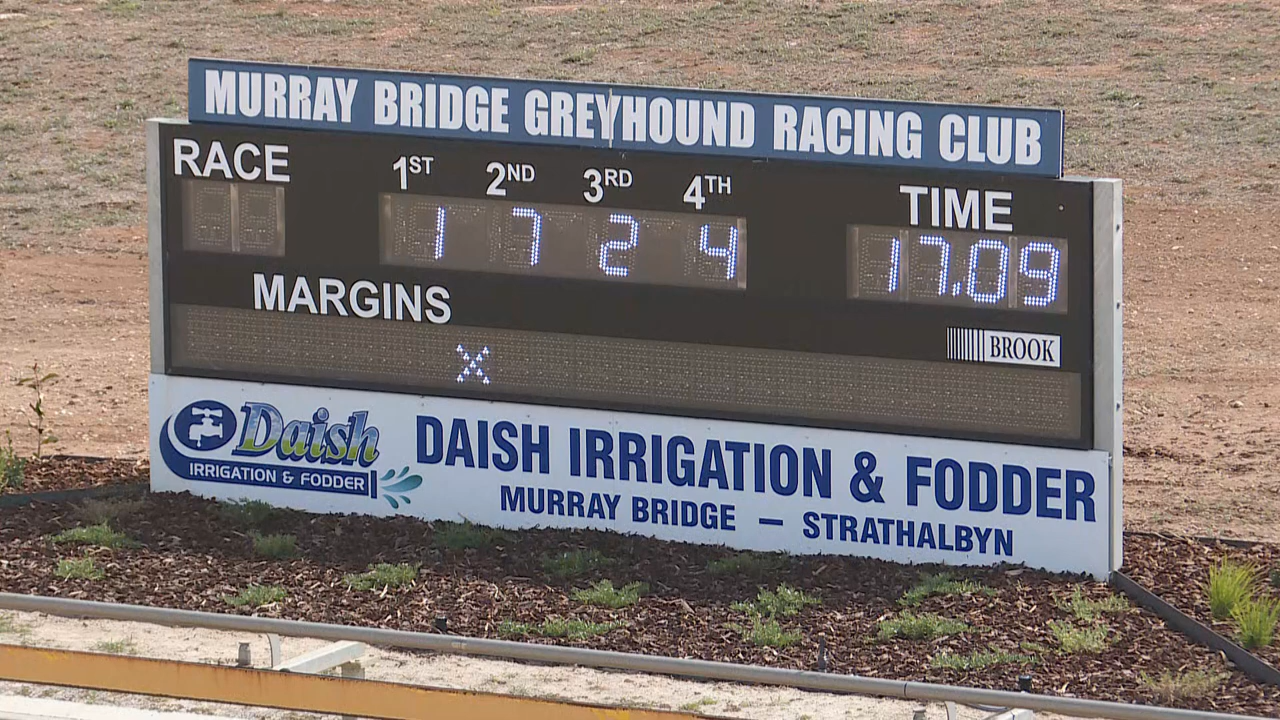 MURRAY BRIDGE GREYHOUND RACING CLUB
RACE 1ST 2ND 3RD 4TH TIME
1 7 2 4 17.09
MARGINS
X
BROOK
Daish
IRRIGATION & FODDER
DAISH IRRIGATION & FODDER
MURRAY BRIDGE – STRATHALBYN